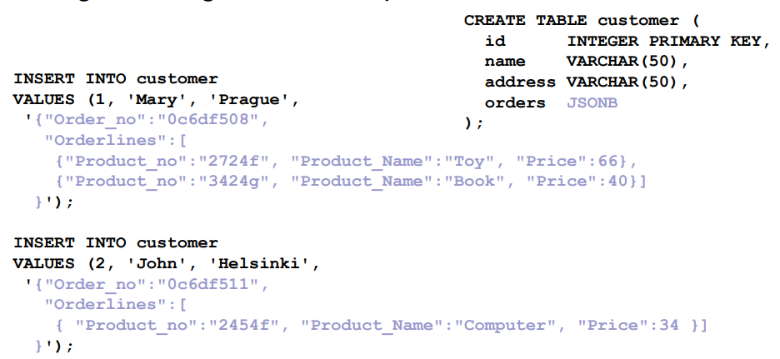 CREATE TABLE customer (
id INTEGER PRIMARY KEY,
name VARCHAR(50),
address VARCHAR(50),
orders JSONB
);
INSERT INTO customer
VALUES (1, 'Mary', 'Prague',
'{"Order_no":"0c6df508",
"Orderlines":[
{"Product_no":"2724f", "Product_Name":"Toy", "Price":66},
{"Product_no":"3424g", "Product_Name":"Book", "Price":40}]
}');
INSERT INTO customer
VALUES (2, 'John', 'Helsinki',
'{"Order_no":"0c6df511",
"Orderlines":[
{ "Product_no":"2454f", "Product_Name":"Computer", "Price":34 }]
}');